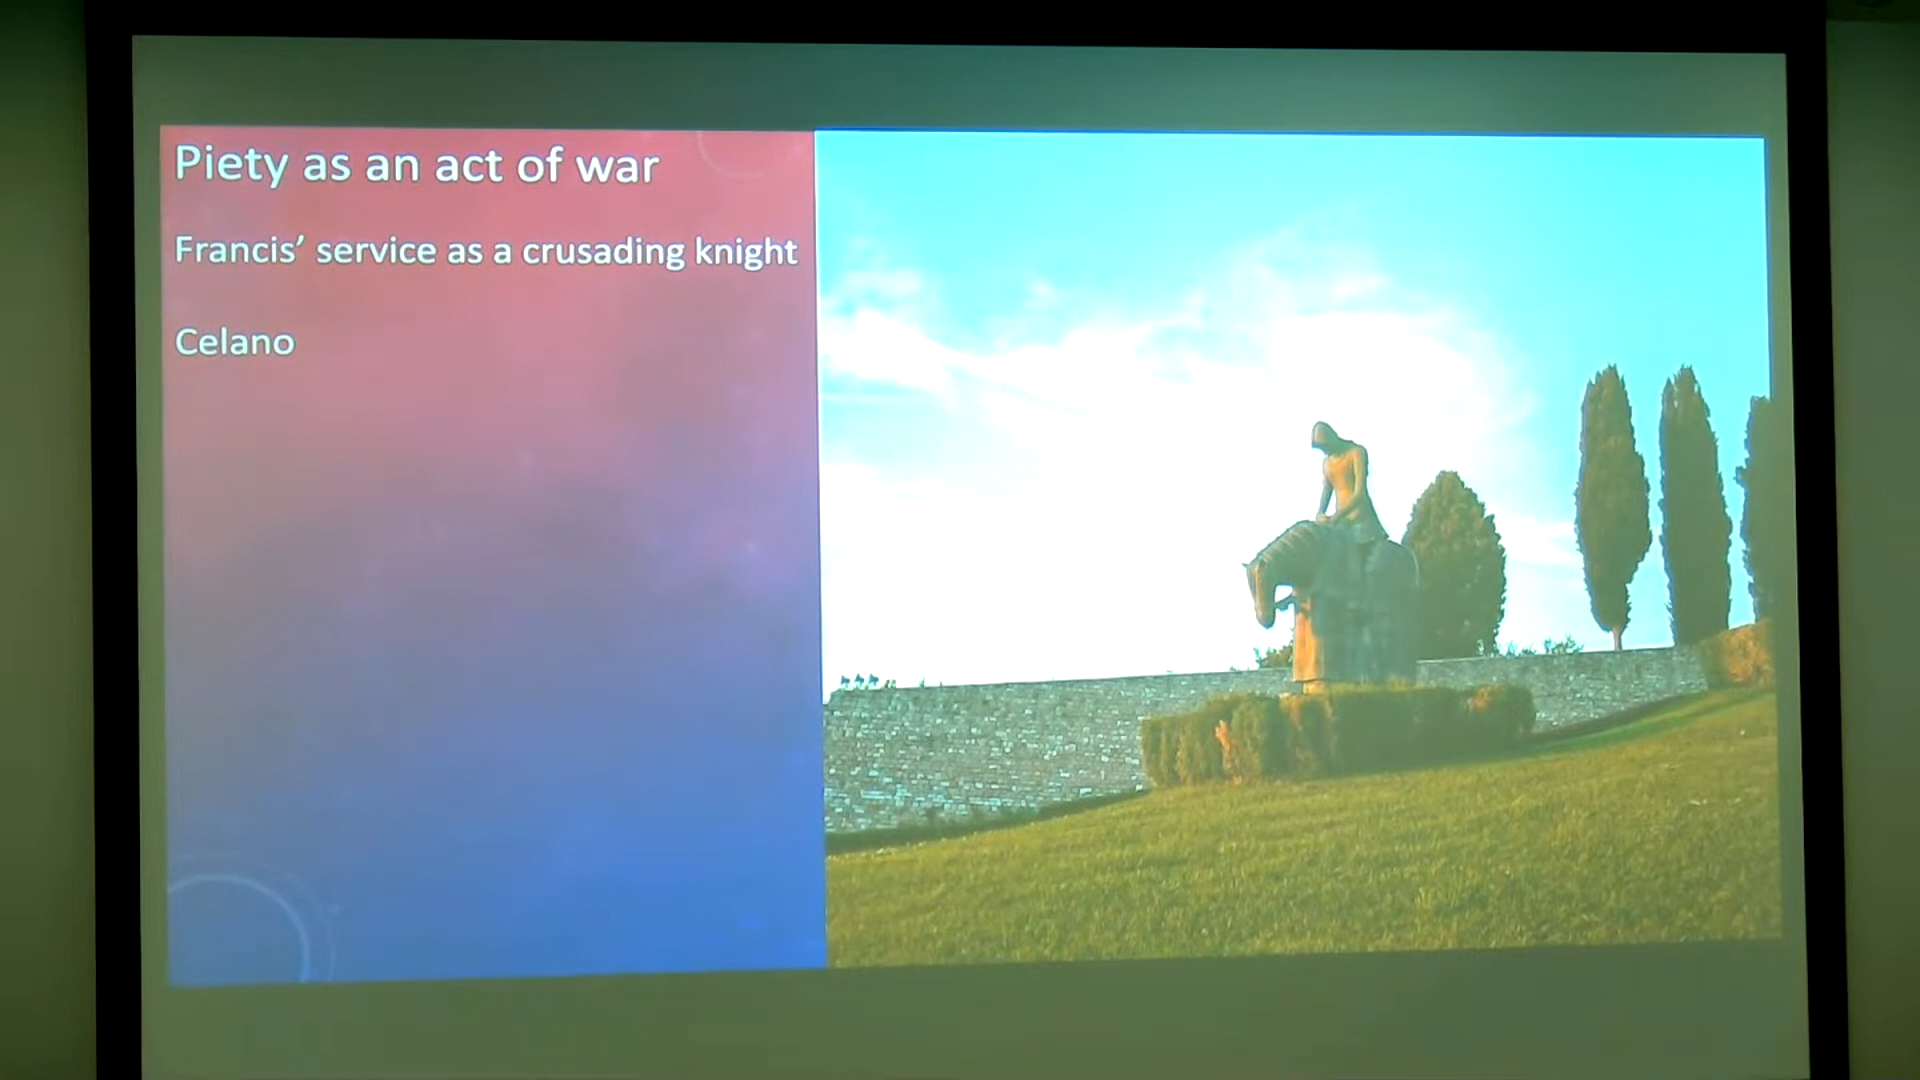 Piety as an act of war
Francis’ service as a crusading knight
Celano